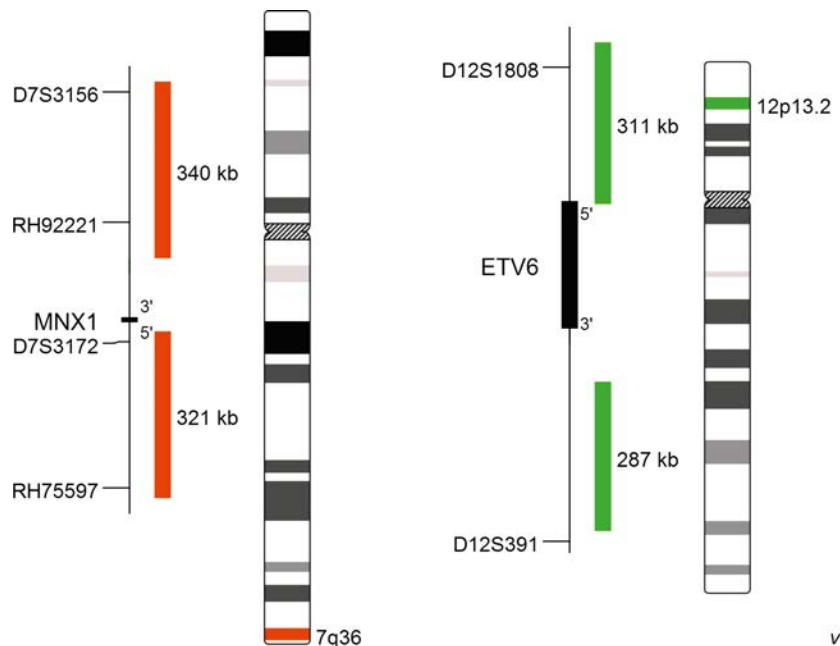 D7S3156
340 kb
RH92221
3'
MNX1
5'
D7S3172
321 kb
RH75597
7q36
D12S1808
311 kb
12p13.2
5'
ETV6
3'
287 kb
D12S391
v